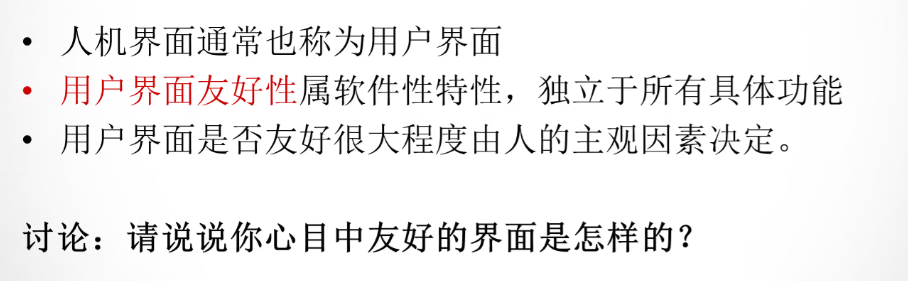 • 人机界面通常也称为用户界面
• 用户界面友好性属软件性特性，独立于所有具体功能
• 用户界面是否友好很大程度由人的主观因素决定。
讨论：请说说你心目中友好的界面是怎样的？